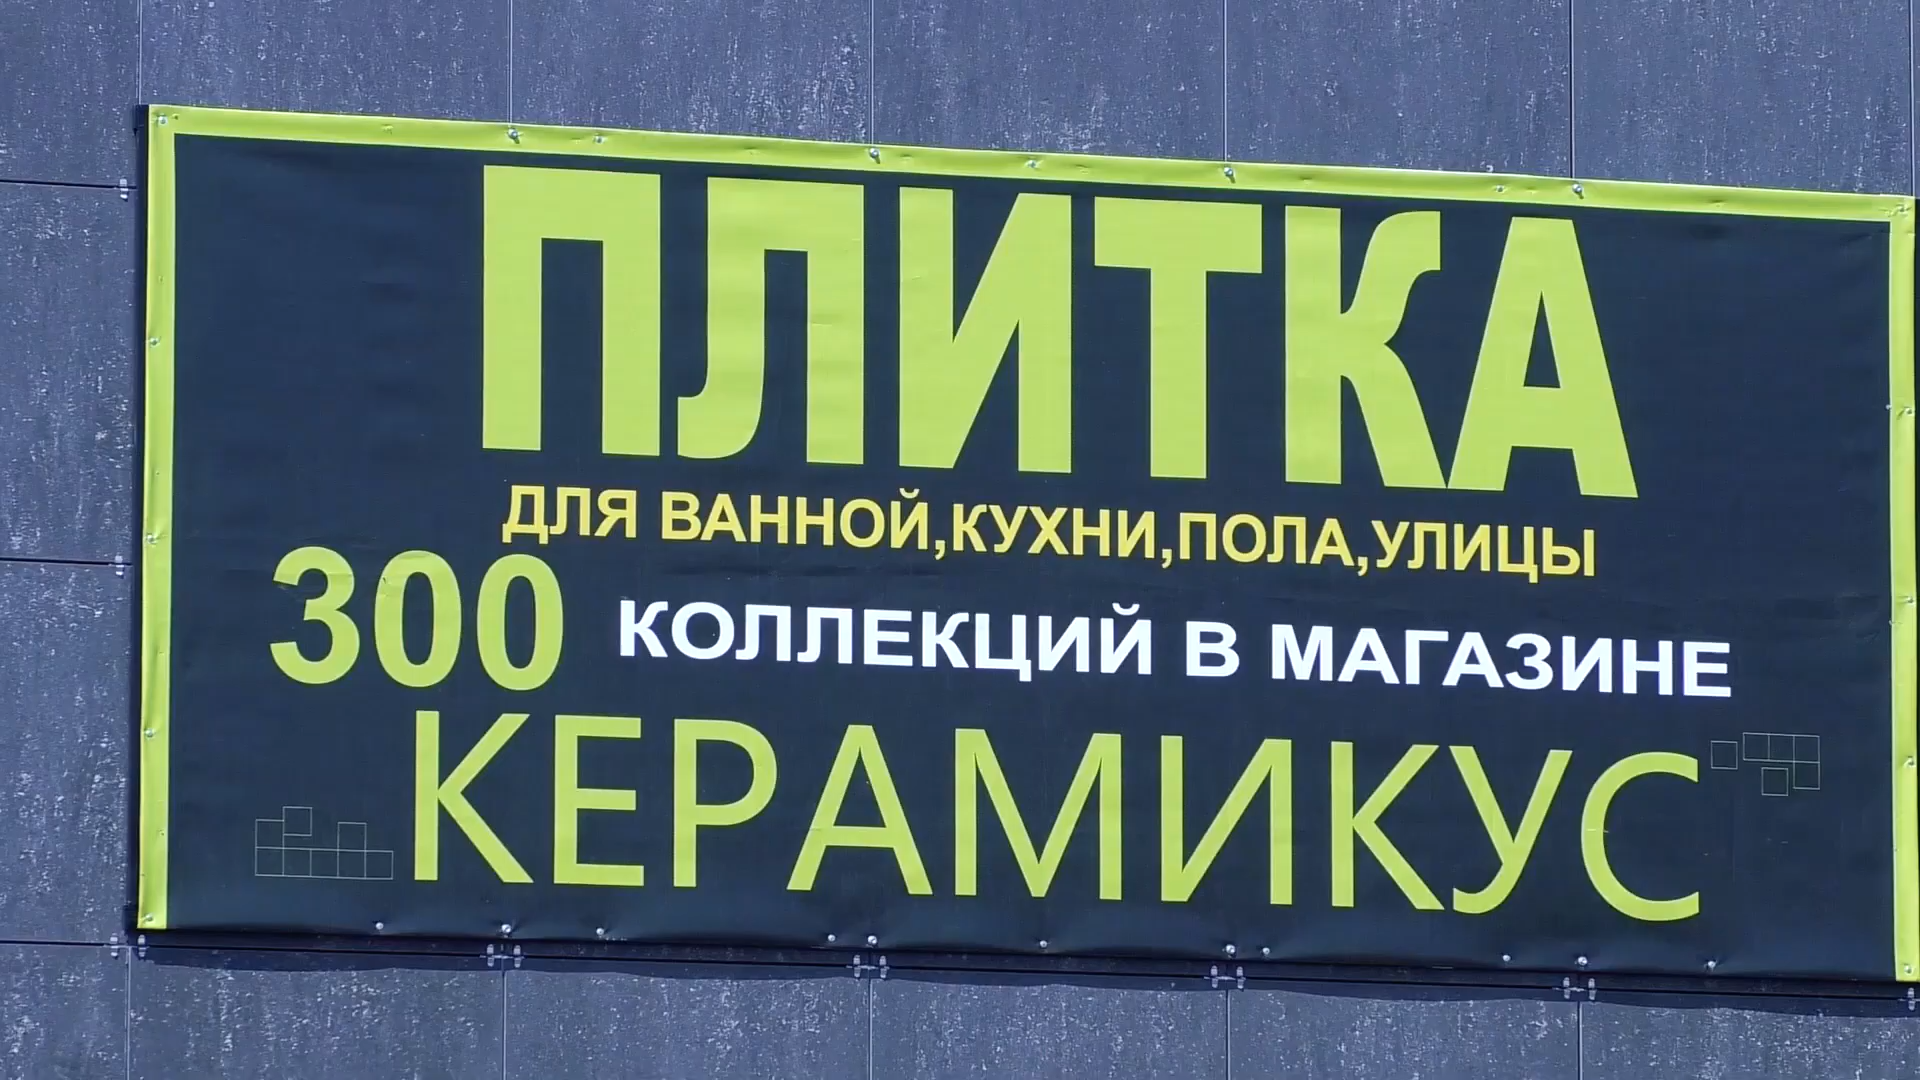 ПЛИТКА
ДЛЯ ВАННОЙ,КУХНИ,ПОЛА,УЛИЦЫ
300 КОЛЛЕКЦИЙ В МАГАЗИНЕ
КЕРАМИКУС